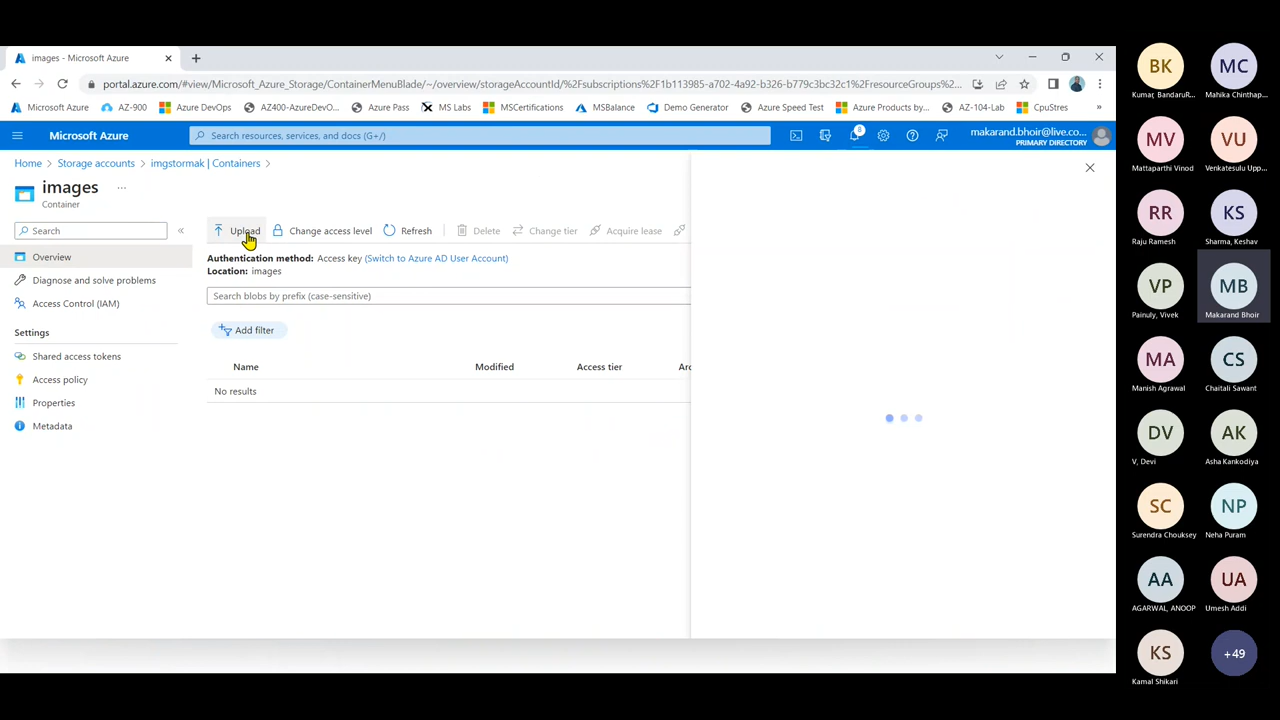 images - Microsoft Azure
portal.azure.com/#view/Microsoft_Azure_Storage/ContainerMenuBlade/~/overview/storageAccountId/%2Fsubscriptions%2F1b113985-a702-4a92-b326-b779c3bc32c1%2FresourceGroups%2...
Microsoft Azure AZ-900 Azure DevOps AZ400-AzureDevO... Azure Pass MS Labs MSCertifications MSBalance Demo Generator Azure Speed Test Azure Products by... AZ-104-Lab CpuStres »
Microsoft Azure
Search resources, services, and docs (G+/)
8
makarand.bhoir@live.co...
PRIMARY DIRECTORY
Home > Storage accounts > imgstormak | Containers >
images ...
Container
Search «
Overview
Diagnose and solve problems
Access Control (IAM)
Settings
Shared access tokens
Access policy
Properties
Metadata
Upload Change access level Refresh Delete Change tier Acquire lease
Authentication method: Access key (Switch to Azure AD User Account)
Location: images
Search blobs by prefix (case-sensitive)
Add filter
Name Modified Access tier Arc
No results
BK MC
Kumar, BandaruR... Mahika Chinthap...
MV VU
Mattaparthi Vinod Venkatesulu Upp...
RR KS
Raju Ramesh Sharma, Keshav
VP MB
Painuly, Vivek Makarand Bhoir
MA CS
Manish Agrawal Chaitali Sawant
DV AK
V, Devi Asha Kankodiya
SC NP
Surendra Chouksey Neha Puram
AA UA
AGARWAL, ANOOP Umesh Addi
KS +49
Kamal Shikari